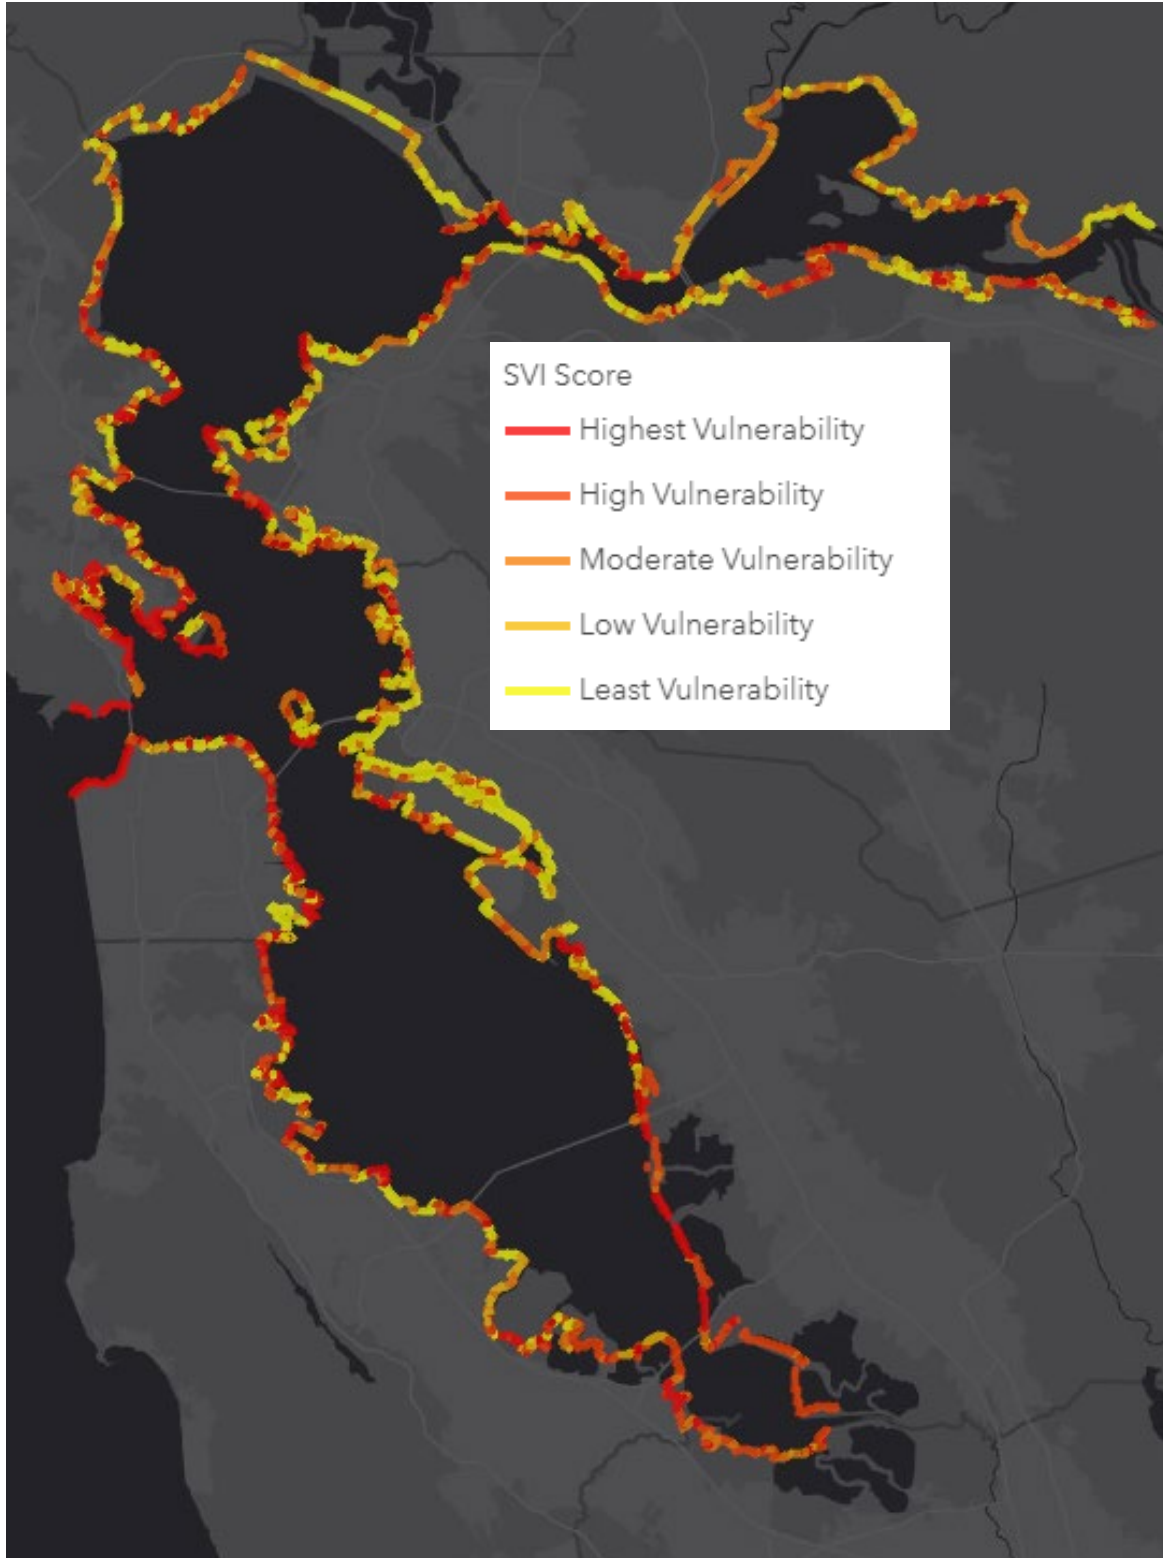 SVI Score
Highest Vulnerability
High Vulnerability
Moderate Vulnerability
Low Vulnerability
Least Vulnerability